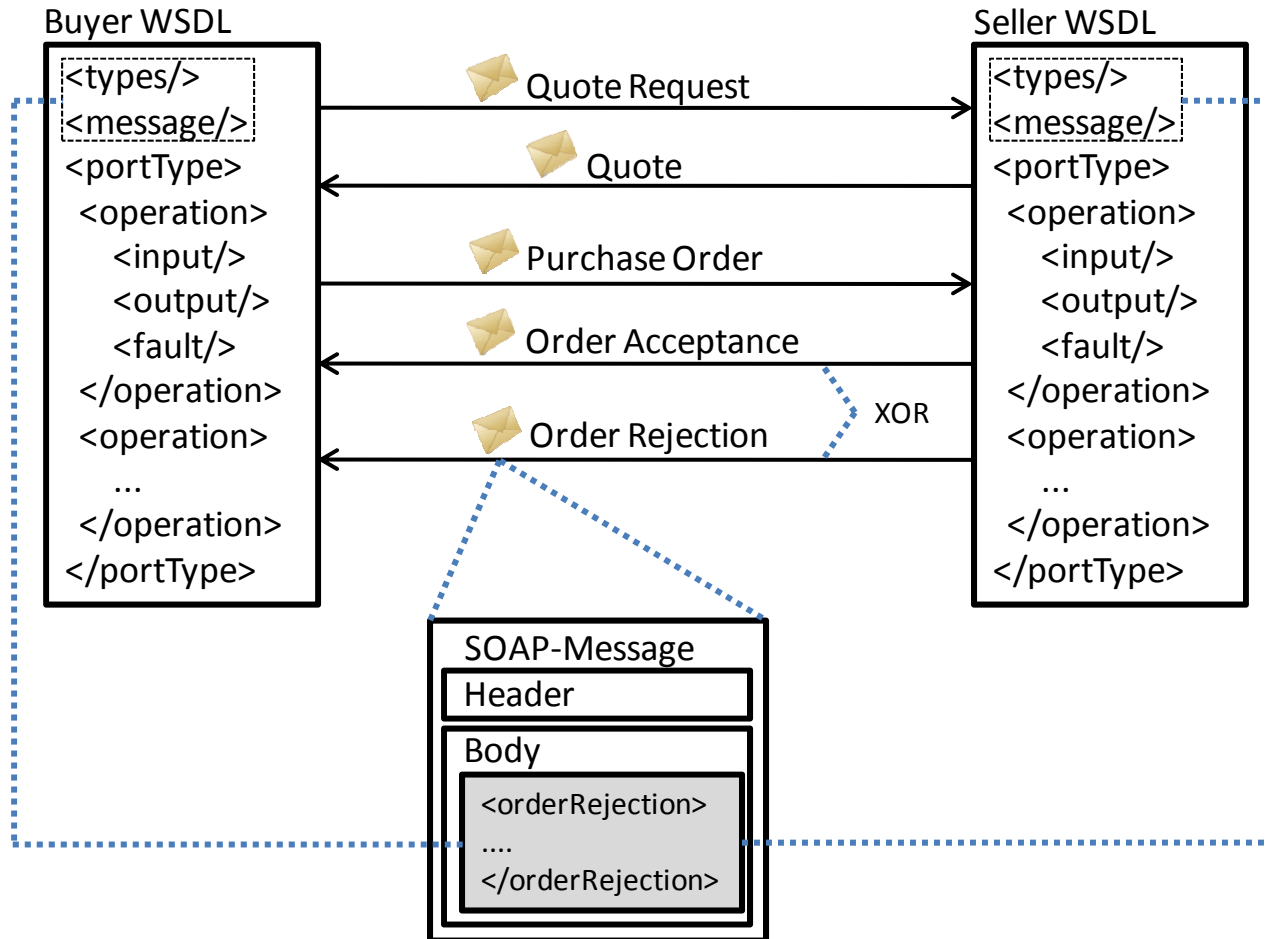 Buyer WSDL
<types/>
<message/>
<portType>
<operation>
<input/>
<output/>
<fault/>
</operation>
<operation>
...
</operation>
</portType>
Quote Request
Quote
Purchase Order
Order Acceptance
XOR
Order Rejection
Seller WSDL
<types/>
<message/>
<portType>
<operation>
<input/>
<output/>
<fault/>
</operation>
<operation>
...
</operation>
</portType>
SOAP-Message
Header
Body
<orderRejection>
....
</orderRejection>